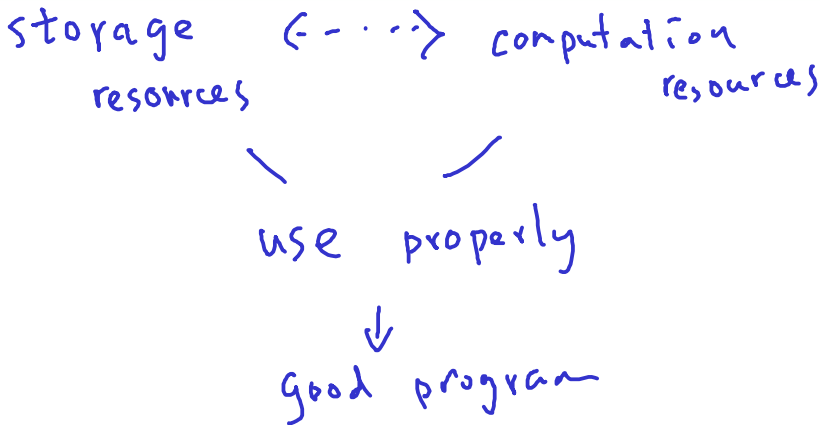 storage <- - · · · -> computation
resources resources
use properly
↓
good program